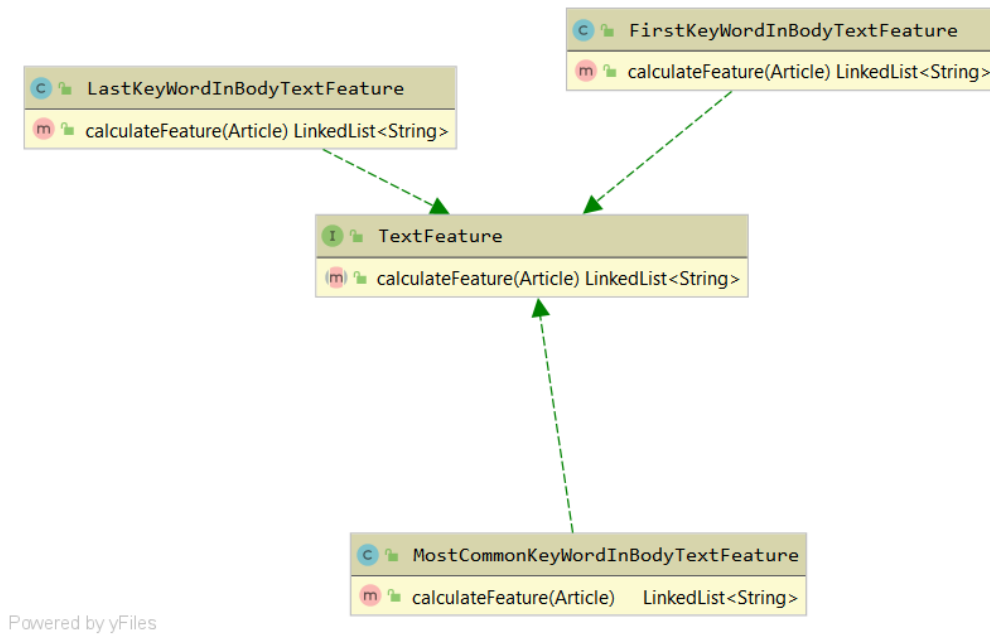 C FirstKeyWordInBodyTextFeature
m calculateFeature(Article) LinkedList<String>
C LastKeyWordInBodyTextFeature
m calculateFeature(Article) LinkedList<String>
I TextFeature
(m) calculateFeature(Article) LinkedList<String>
C MostCommonKeyWordInBodyTextFeature
m calculateFeature(Article) LinkedList<String>
Powered by yFiles